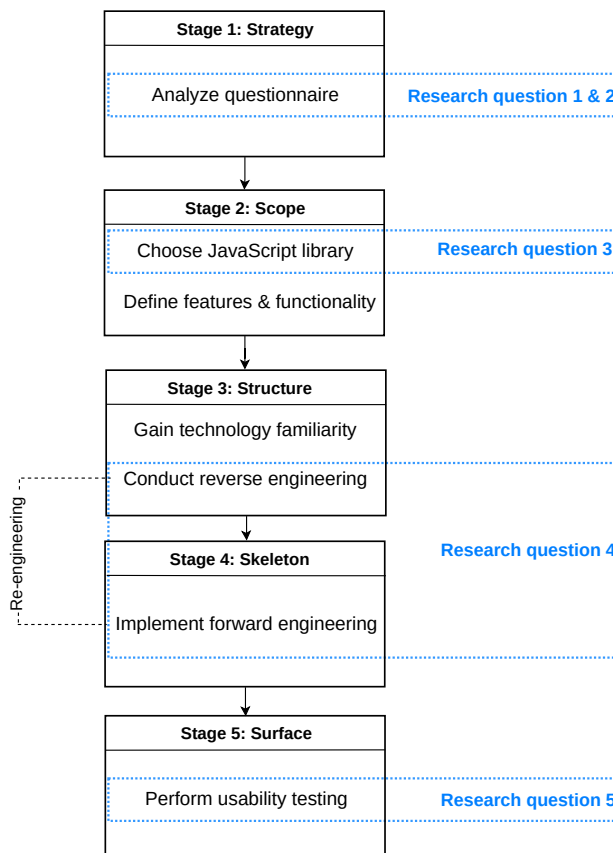 Stage 1: Strategy
Analyze questionnaire
Research question 1 & 2
Stage 2: Scope
Choose JavaScript library
Research question 3
Define features & functionality
Stage 3: Structure
Gain technology familiarity
Conduct reverse engineering
Re-engineering
Stage 4: Skeleton
Research question 4
Implement forward engineering
Stage 5: Surface
Perform usability testing
Research question 5